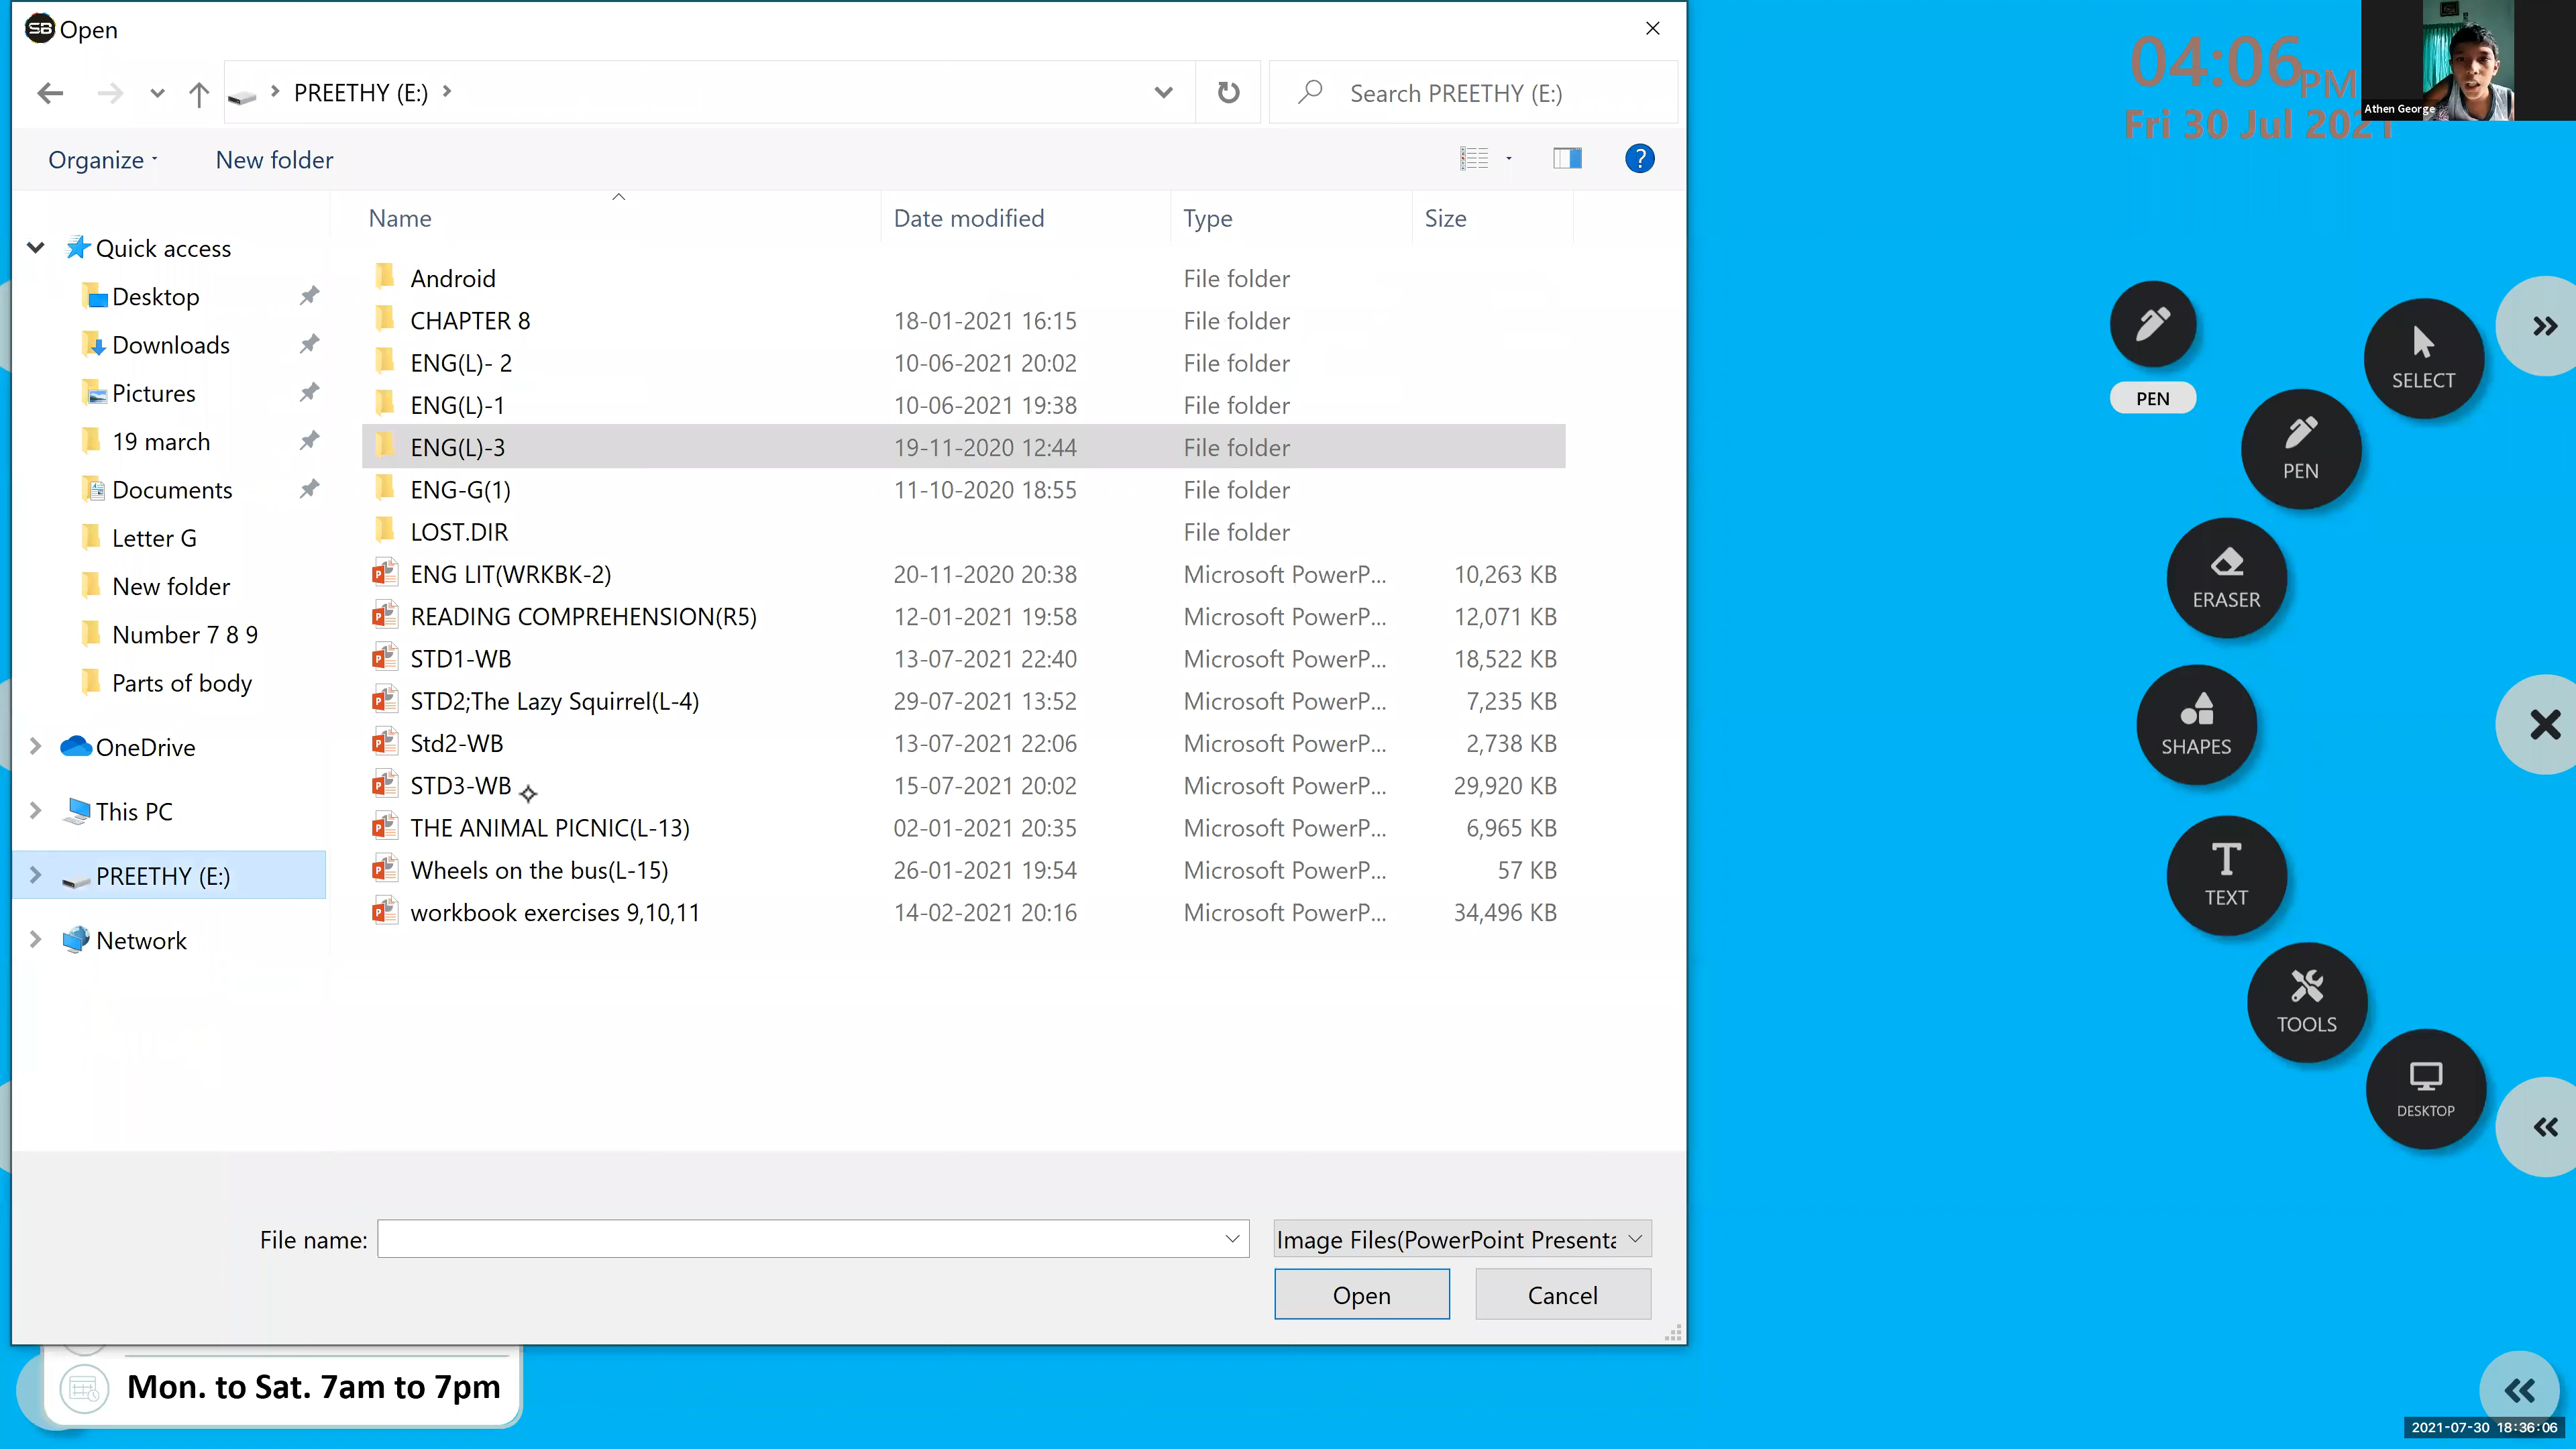 SB Open
PREETHY (E:)
Search PREETHY (E:)
Organize
New folder
?
Name Date modified Type Size
Quick access
Desktop
Downloads
Pictures
19 march
Documents
Letter G
New folder
Number 7 8 9
Parts of body
OneDrive
This PC
PREETHY (E:)
Network
Android File folder
CHAPTER 8 18-01-2021 16:15 File folder
ENG(L)- 2 10-06-2021 20:02 File folder
ENG(L)-1 10-06-2021 19:38 File folder
ENG(L)-3 19-11-2020 12:44 File folder
ENG-G(1) 11-10-2020 18:55 File folder
LOST.DIR File folder
ENG LIT(WRKBK-2) 20-11-2020 20:38 Microsoft PowerP... 10,263 KB
READING COMPREHENSION(R5) 12-01-2021 19:58 Microsoft PowerP... 12,071 KB
STD1-WB 13-07-2021 22:40 Microsoft PowerP... 18,522 KB
STD2;The Lazy Squirrel(L-4) 29-07-2021 13:52 Microsoft PowerP... 7,235 KB
Std2-WB 13-07-2021 22:06 Microsoft PowerP... 2,738 KB
STD3-WB 15-07-2021 20:02 Microsoft PowerP... 29,920 KB
THE ANIMAL PICNIC(L-13) 02-01-2021 20:35 Microsoft PowerP... 6,965 KB
Wheels on the bus(L-15) 26-01-2021 19:54 Microsoft PowerP... 57 KB
workbook exercises 9,10,11 14-02-2021 20:16 Microsoft PowerP... 34,496 KB
File name:
Image Files(PowerPoint Presenta
Open
Cancel
Mon. to Sat. 7am to 7pm
04:06 PM
Fri 30 Jul 2021
Athen George
PEN
SELECT
PEN
ERASER
SHAPES
TEXT
TOOLS
DESKTOP
2021-07-30 18:36:06